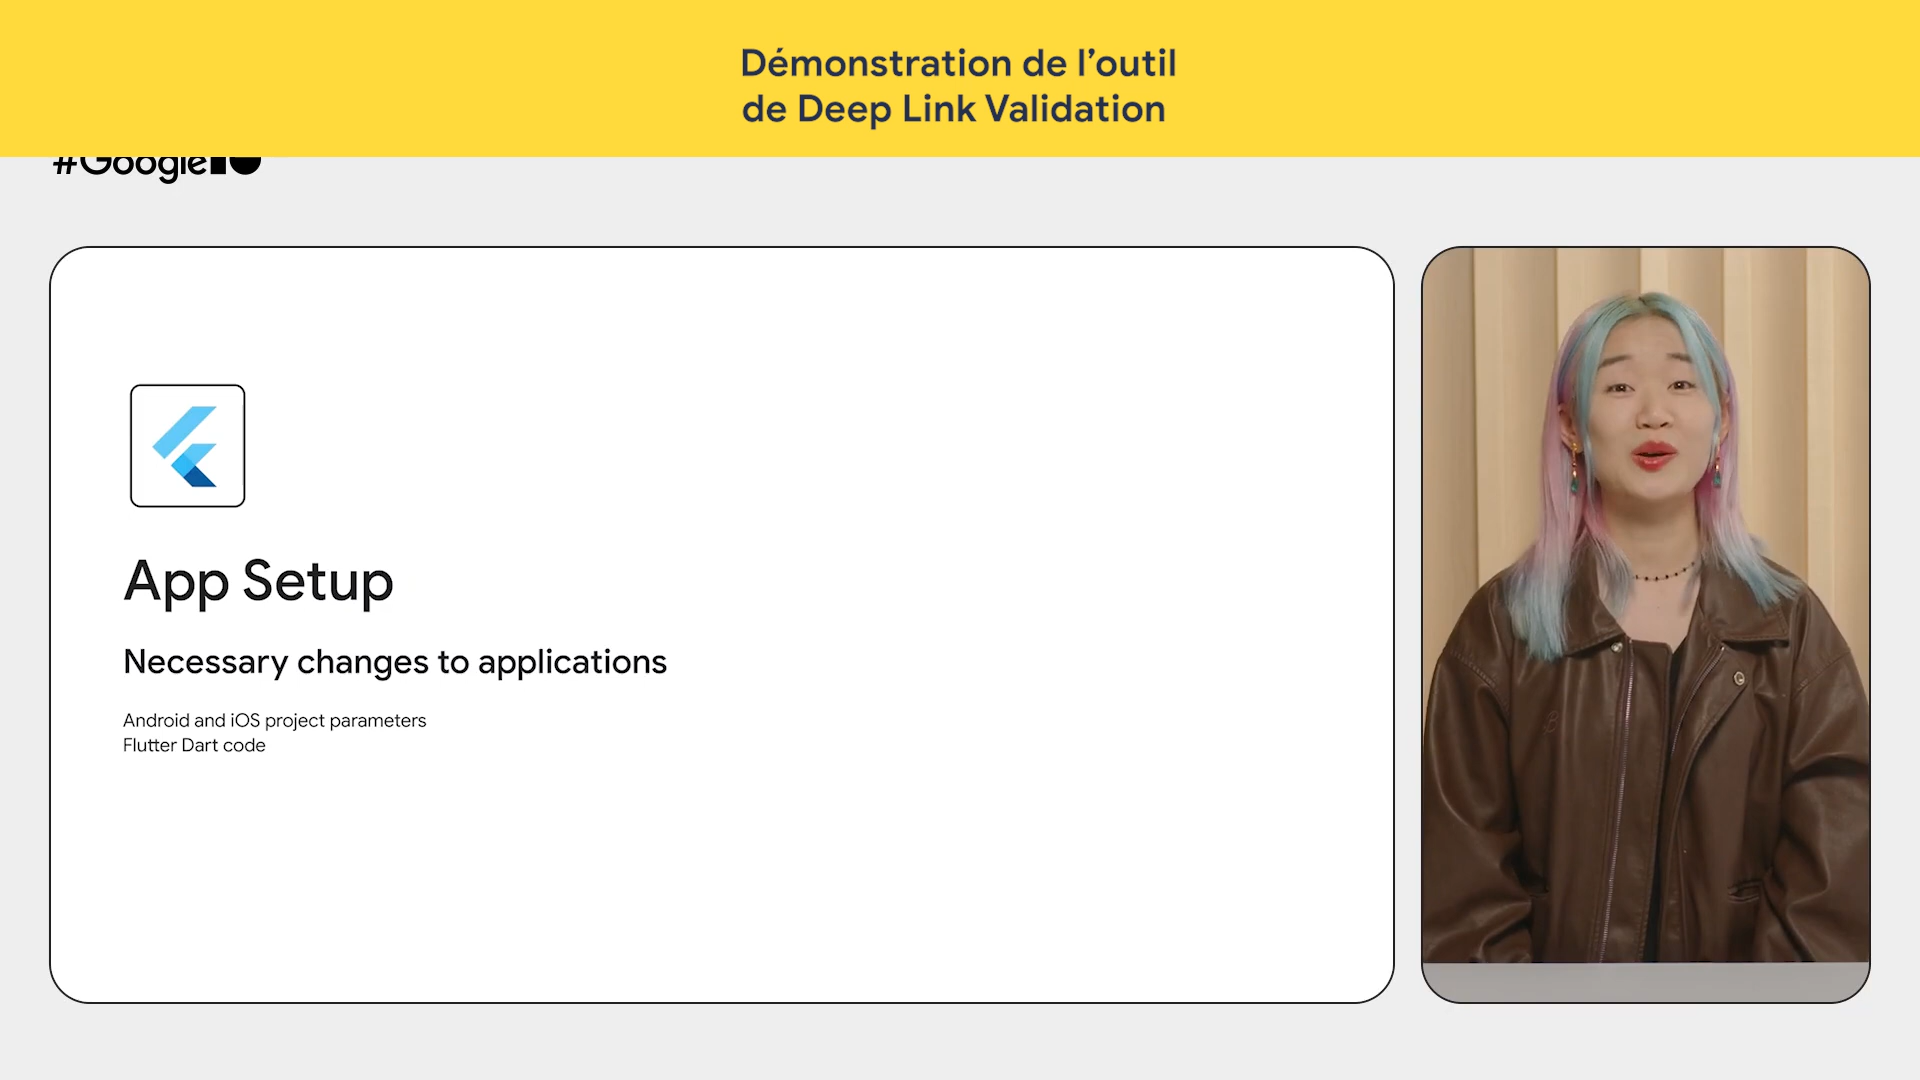 Démonstration de l’outil
de Deep Link Validation
#GoogleIO
App Setup
Necessary changes to applications
Android and iOS project parameters
Flutter Dart code